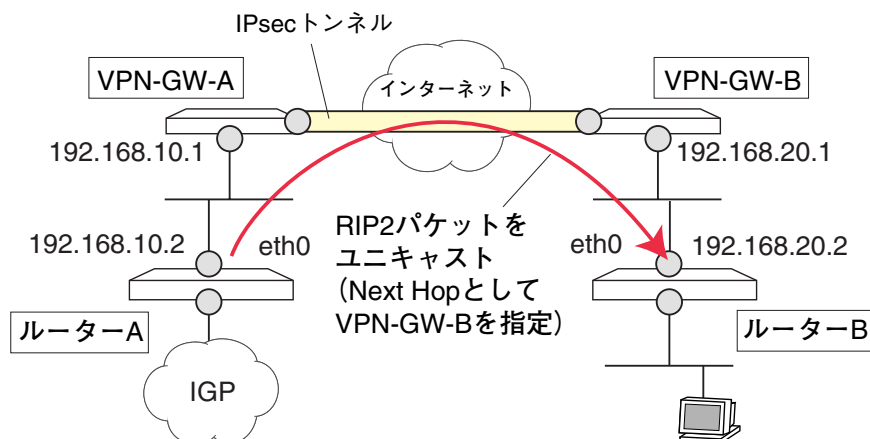 IPsecトンネル
VPN-GW-A
インターネット
VPN-GW-B
192.168.10.1
192.168.20.1
RIP2パケットを
ユニキャスト
（Next Hopとして
VPN-GW-Bを指定）
192.168.10.2
eth0
eth0
192.168.20.2
ルーターA
ルーターB
IGP